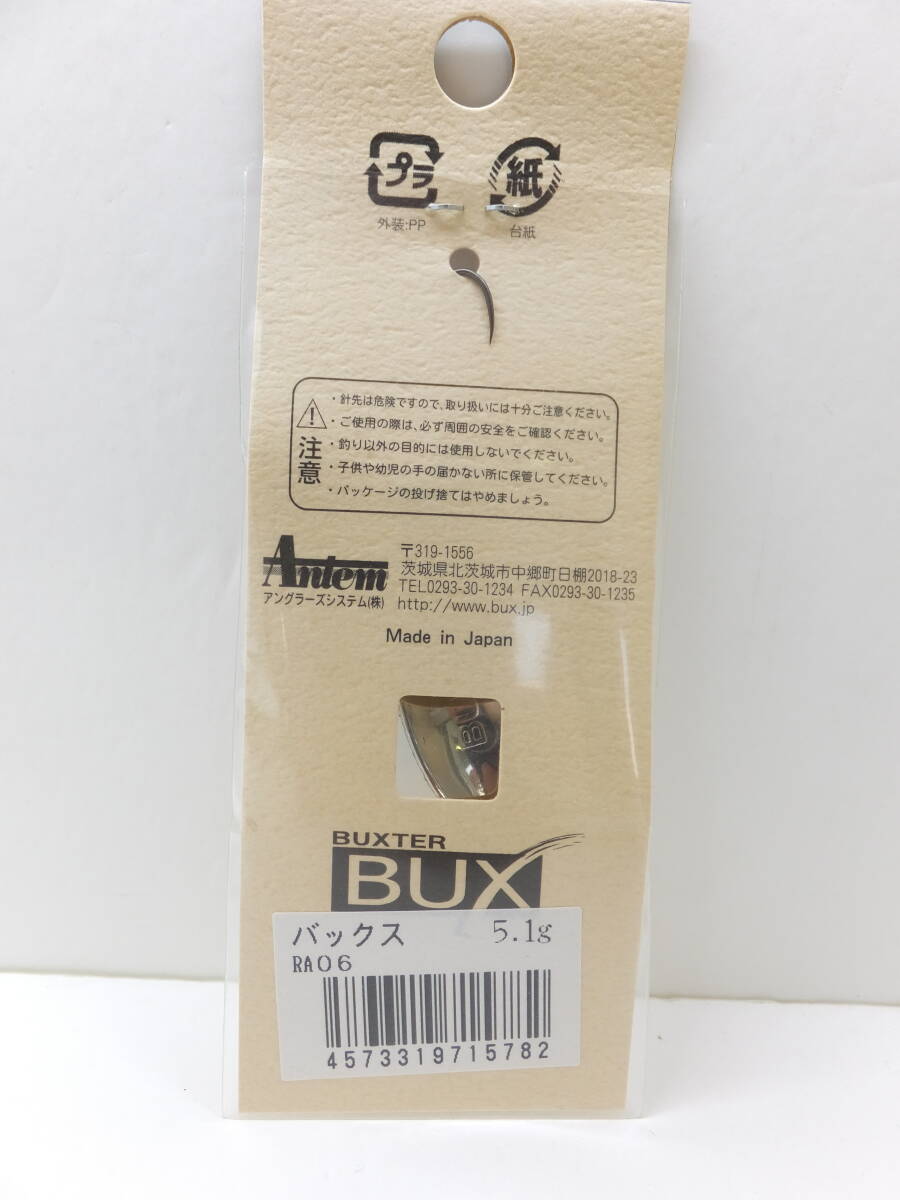 プラ
紙
外装:PP
台紙
・針先は危険ですので、取り扱いには十分ご注意ください。
・ご使用の際は、必ず周囲の安全をご確認ください。
・釣り以外の目的には使用しないでください。
・子供や幼児の手の届かない所に保管してください。
・パッケージの投げ捨てはやめましょう。
注意
Antem
アングラーズシステム(株)
〒319-1556
茨城県北茨城市中郷町日棚2018-23
TEL0293-30-1234 FAX0293-30-1235
http://www.bux.jp
Made in Japan
BU
BUXTER
BUX
バックス 5.1g
RA06
4573319715782